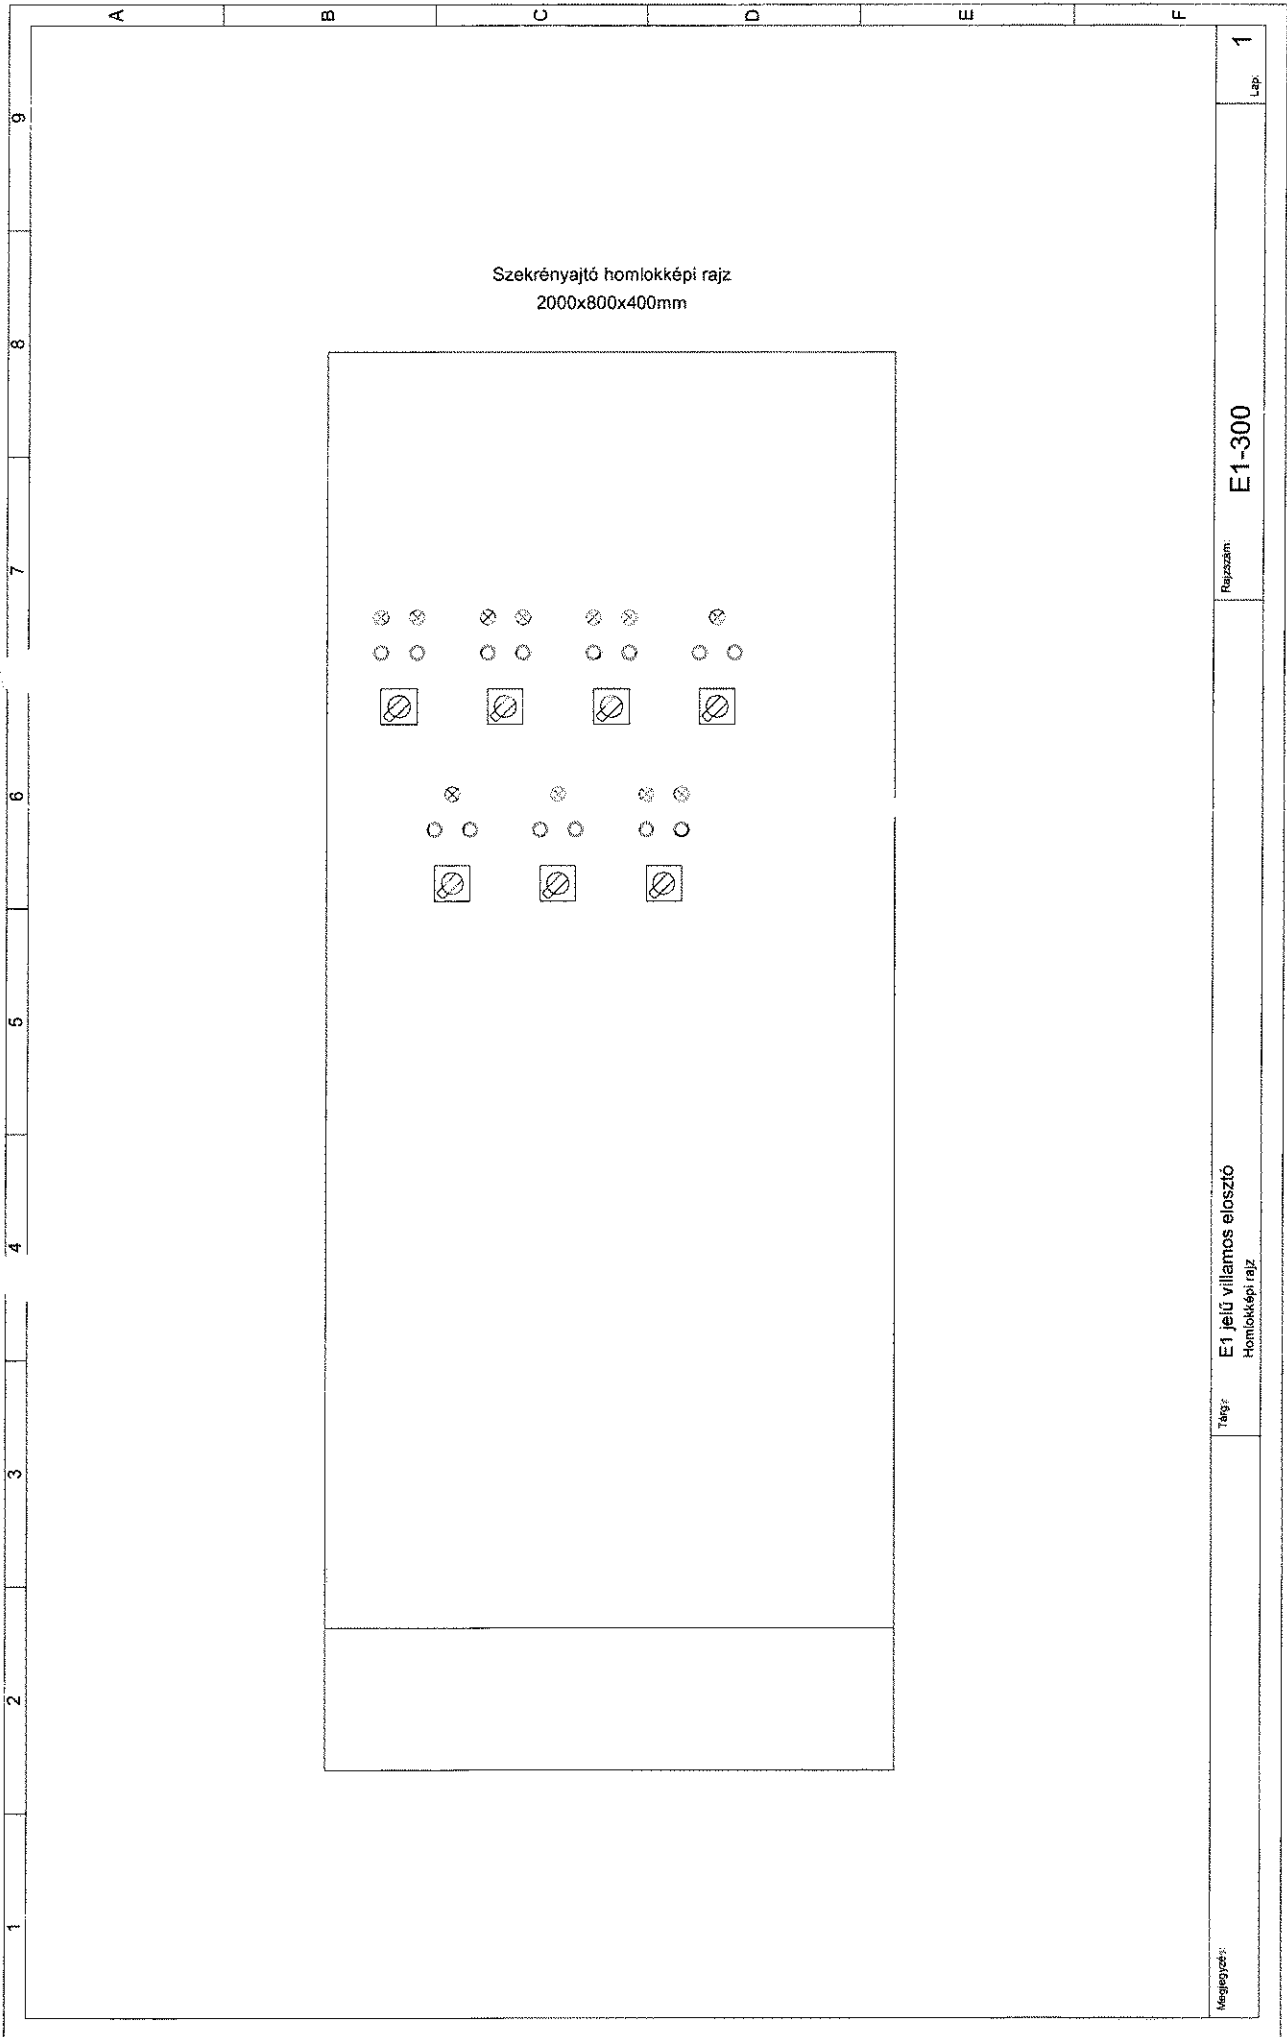 A
B
C
D
E
F
9
8
7
6
5
4
3
2
1
Szekrényajtó homlokképi rajz
2000x800x400mm
Megjegyzés:
Tárgy:
E1 jelű villamos elosztó
Homlokképi rajz
Rajzszám:
E1-300
Lap:
1